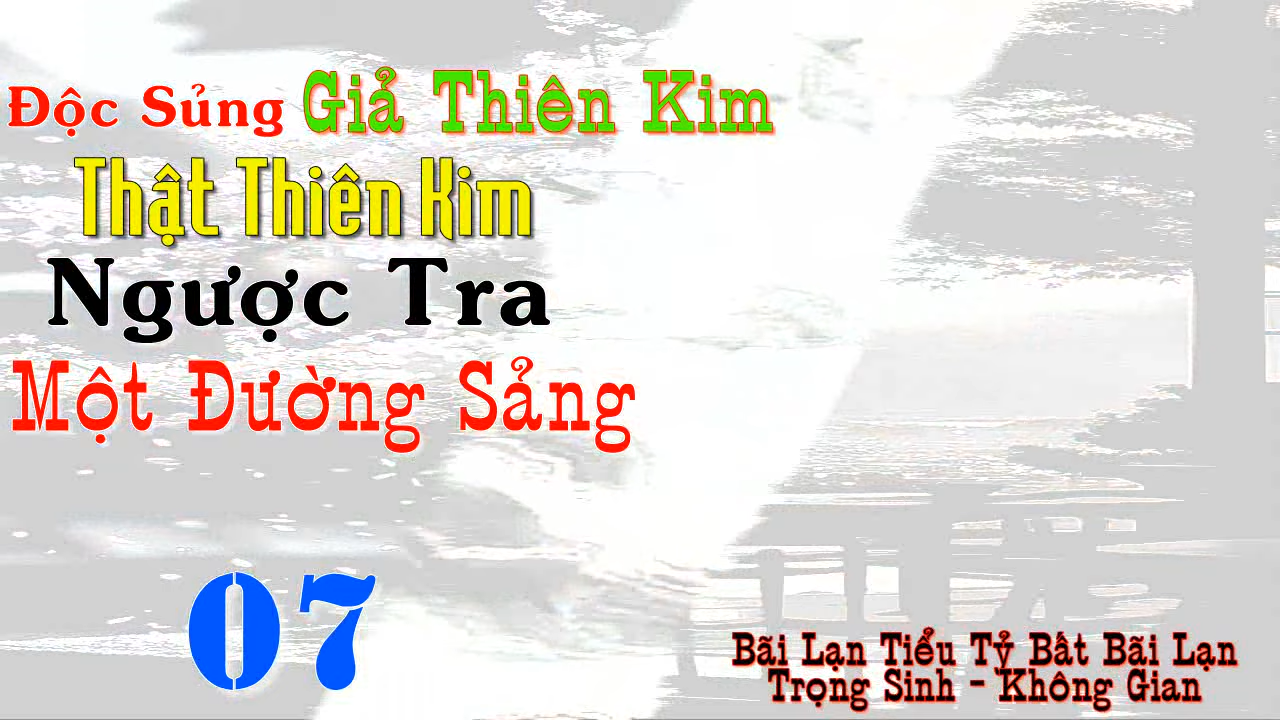 Độc Sủng Giả Thiên Kim
Thật Thiên Kim
Ngược Tra
Một Đường Sảng
07
Bãi Lạn Tiểu Tỷ Bất Bãi Lạn
Trọng Sinh - Không Gian